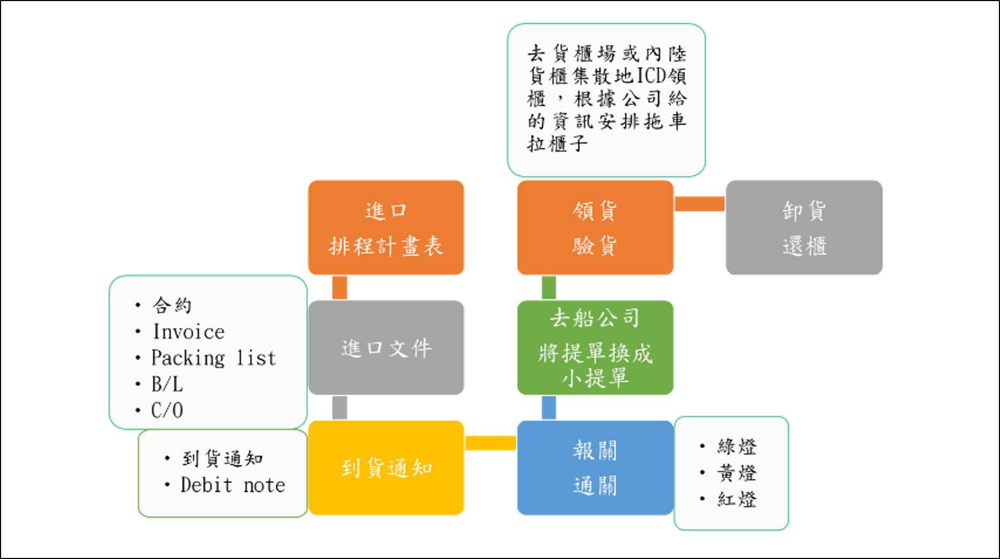 去貨櫃場或內陸
貨櫃集散地ICD領
櫃，根據公司給
的資訊安排拖車
拉櫃子
進口
排程計畫表
領貨
驗貨
卸貨
還櫃
• 合約
• Invoice
• Packing list
• B/L
• C/O
進口文件
去船公司
將提單換成
小提單
• 到貨通知
• Debit note
到貨通知
報關
通關
• 綠燈
• 黃燈
• 紅燈